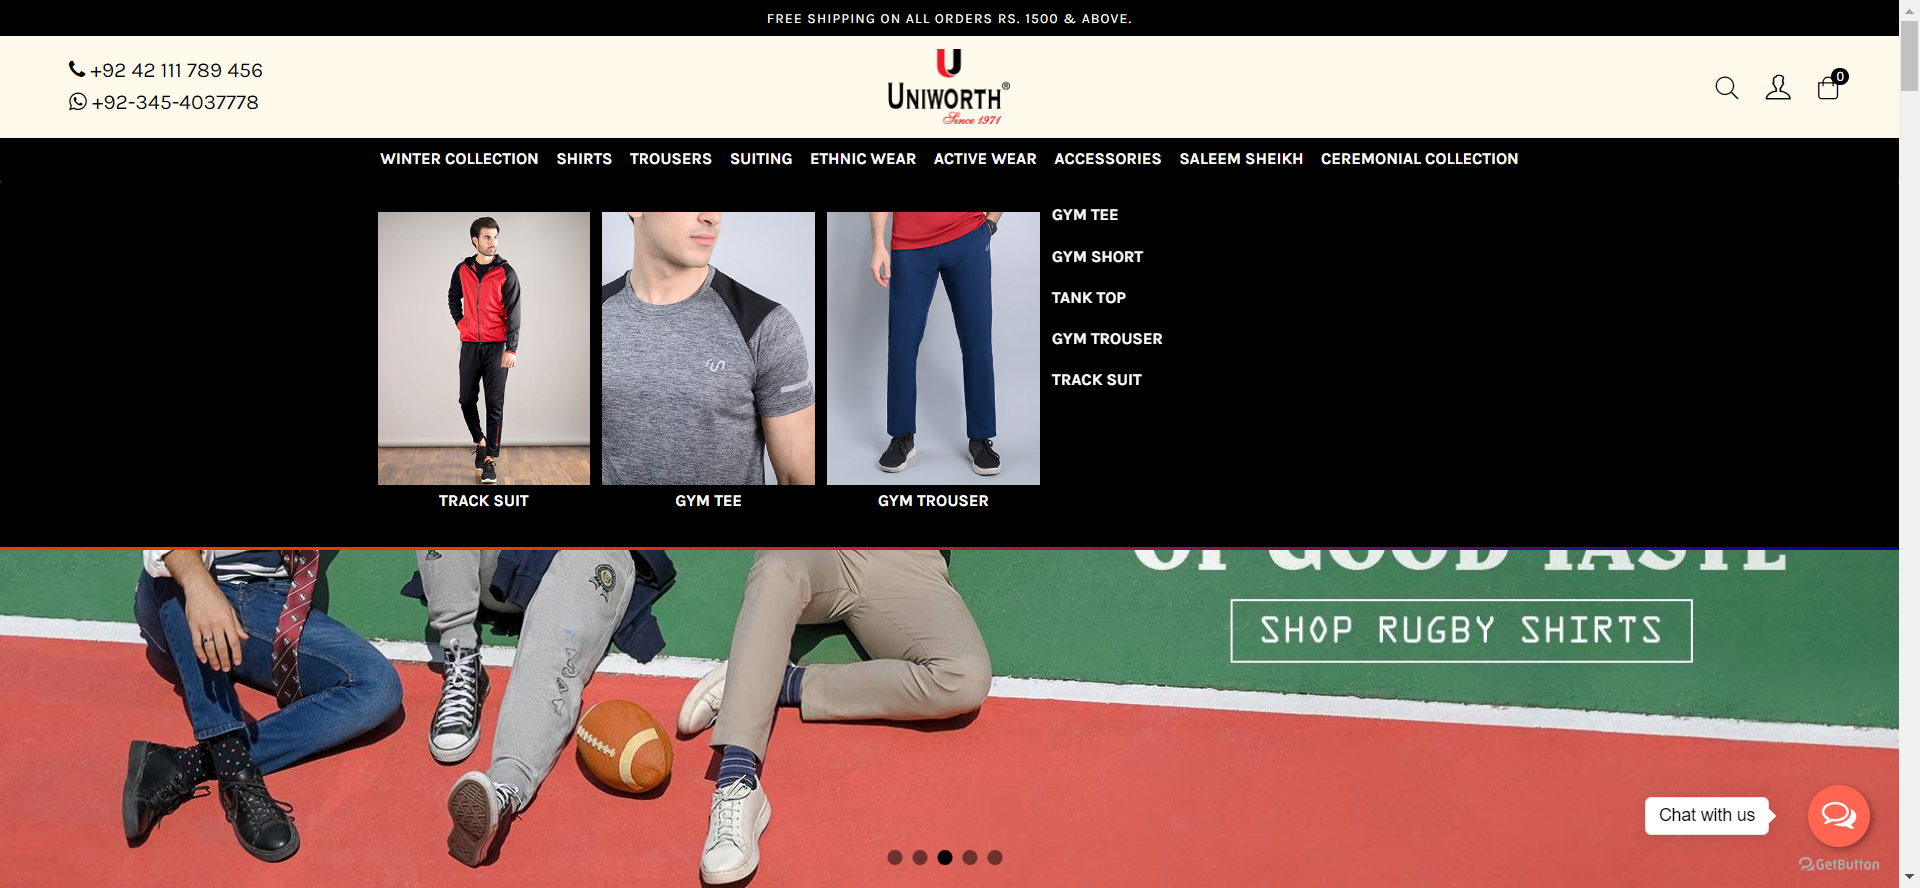 FREE SHIPPING ON ALL ORDERS RS. 1500 & ABOVE.
+92 42 111 789 456
+92-345-4037778
UNIWORTH®
Since 1971
0
WINTER COLLECTION SHIRTS TROUSERS SUITING ETHNIC WEAR ACTIVE WEAR ACCESSORIES SALEEM SHEIKH CEREMONIAL COLLECTION
TRACK SUIT
GYM TEE
GYM TROUSER
GYM TEE
GYM SHORT
TANK TOP
GYM TROUSER
TRACK SUIT
OF GOOD TASTE
SHOP RUGBY SHIRTS
Chat with us
GetButton